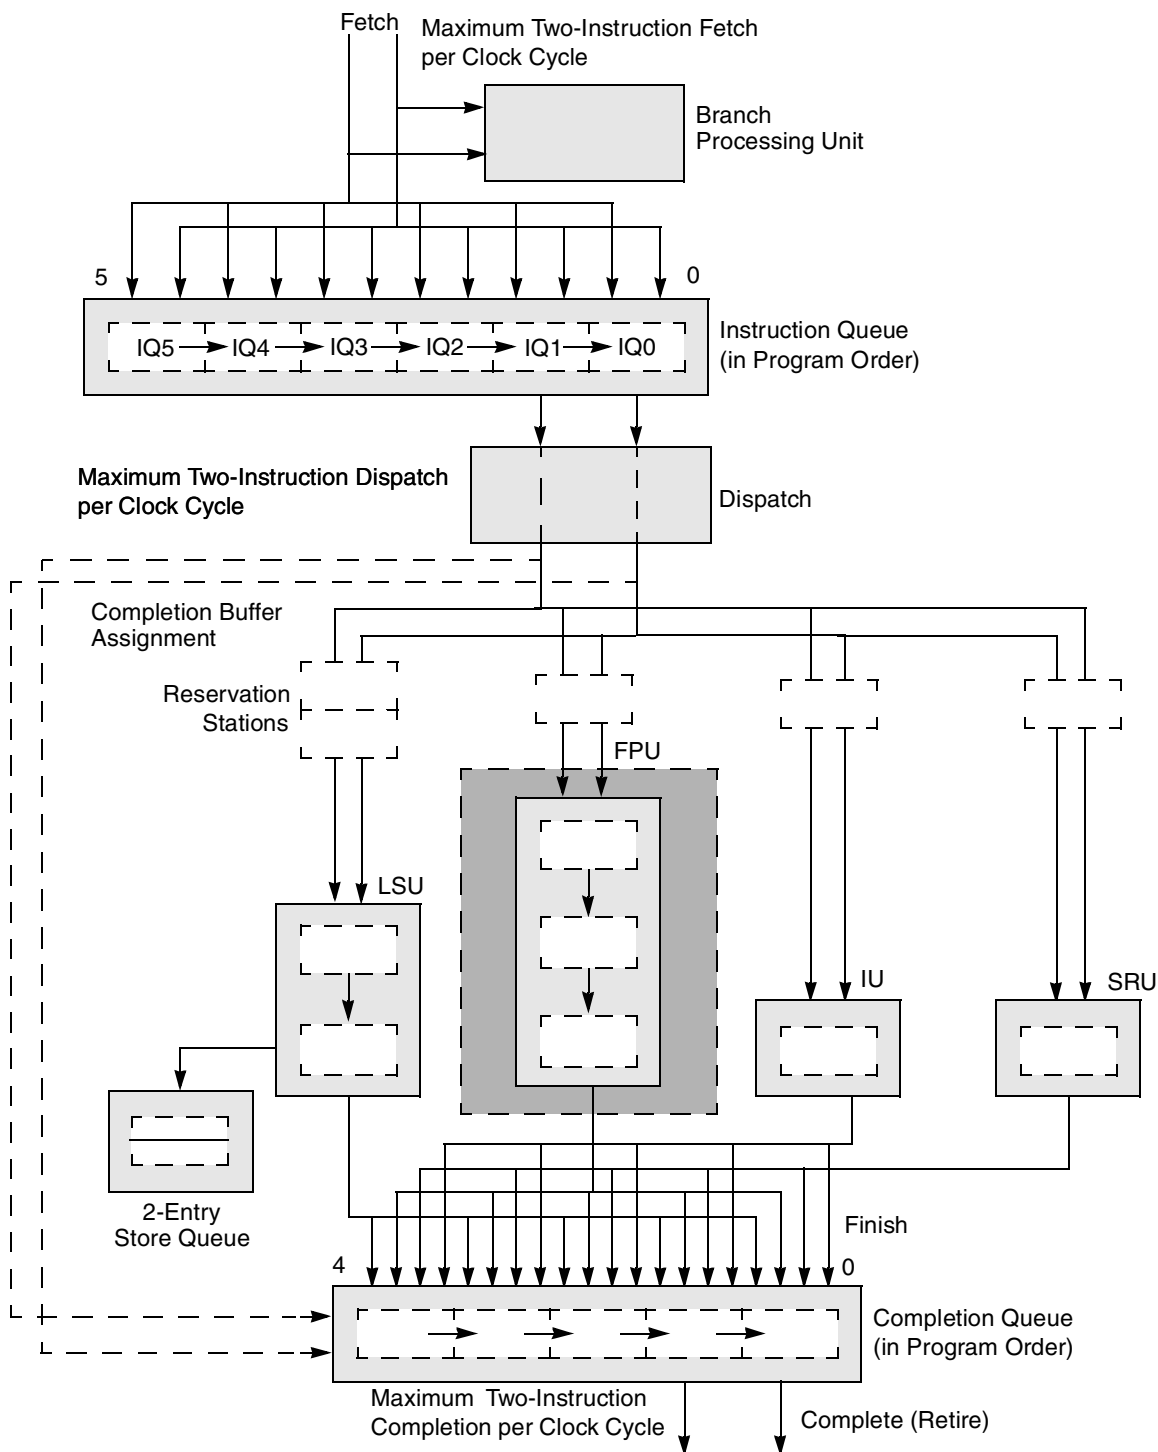 Fetch
Maximum Two-Instruction Fetch
per Clock Cycle
Branch
Processing Unit
5
0
IQ5
IQ4
IQ3
IQ2
IQ1
IQ0
Instruction Queue
(in Program Order)
Maximum Two-Instruction Dispatch
per Clock Cycle
Dispatch
Completion Buffer
Assignment
Reservation
Stations
FPU
LSU
IU
SRU
2-Entry
Store Queue
Finish
4
0
Completion Queue
(in Program Order)
Maximum Two-Instruction
Completion per Clock Cycle
Complete (Retire)